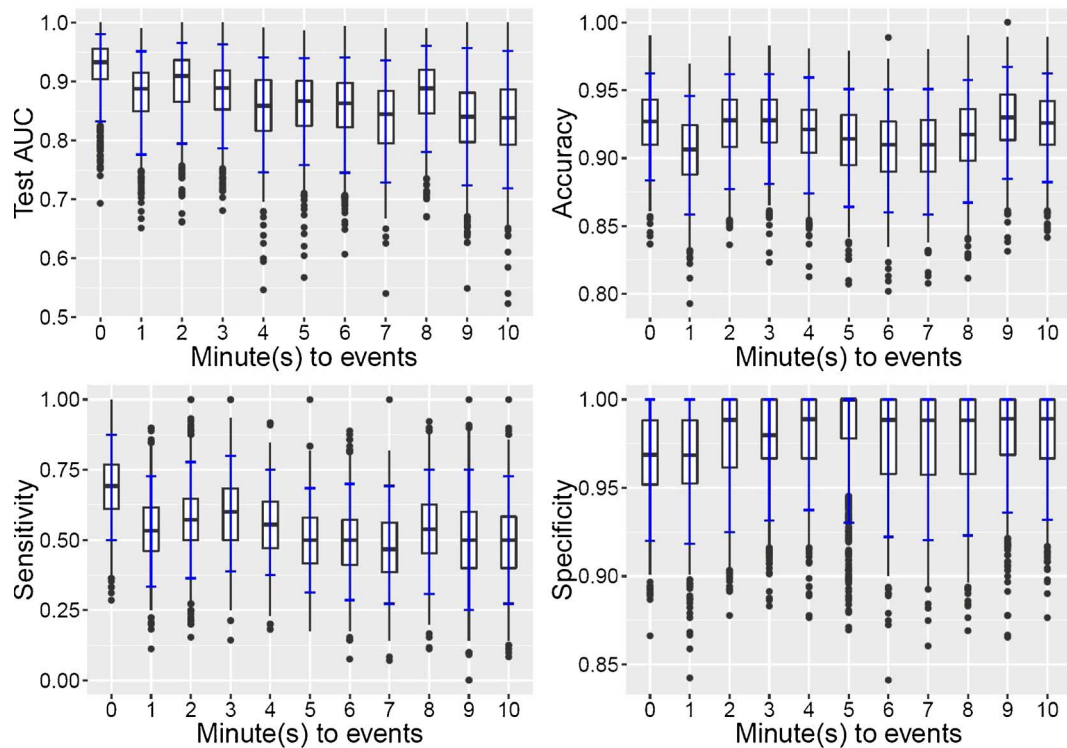 Test AUC
1.0
0.9
0.8
0.7
0.6
0.5
0 1 2 3 4 5 6 7 8 9 10
Minute(s) to events
Accuracy
1.00
0.95
0.90
0.85
0.80
0 1 2 3 4 5 6 7 8 9 10
Minute(s) to events
Sensitivity
1.00
0.75
0.50
0.25
0.00
0 1 2 3 4 5 6 7 8 9 10
Minute(s) to events
Specificity
1.00
0.95
0.90
0.85
0 1 2 3 4 5 6 7 8 9 10
Minute(s) to events